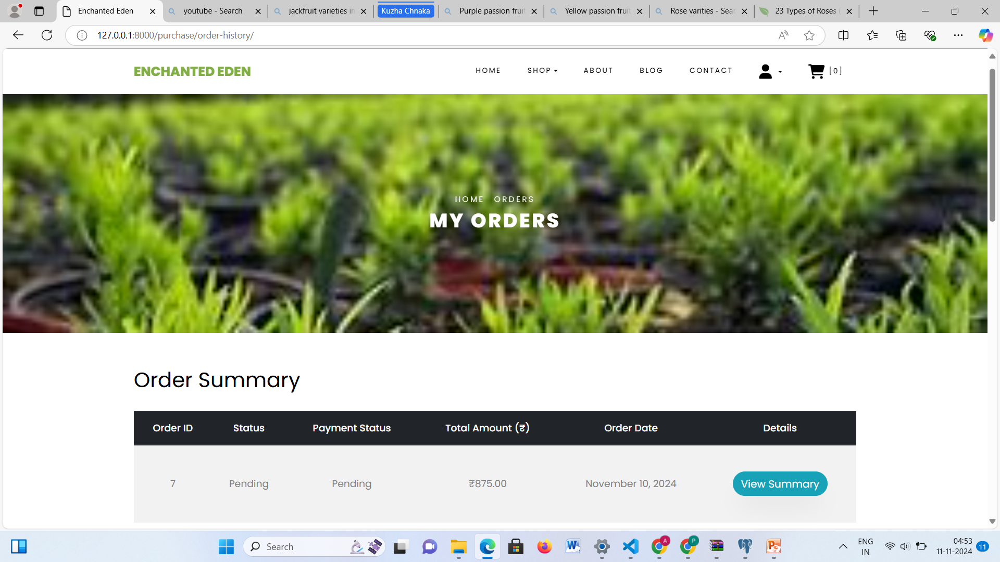 Enchanted Eden
youtube - Search
jackfruit varieties in
Kuzha Chnaka
Purple passion fruit
Yellow passion fruit
Rose varities - Sear
23 Types of Roses (
127.0.0.1:8000/purchase/order-history/
ENCHANTED EDEN
HOME
SHOP
ABOUT
BLOG
CONTACT
[ 0 ]
HOME ORDERS
MY ORDERS
Order Summary
Order ID Status Payment Status Total Amount (₹) Order Date Details
7 Pending Pending ₹875.00 November 10, 2024 View Summary
Search
ENG
IN
04:53
11-11-2024
11